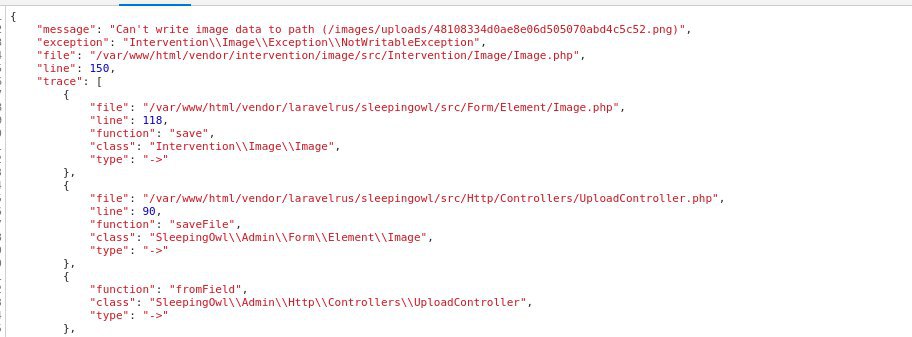 {
"message": "Can't write image data to path (/images/uploads/48108334d0ae8e06d505070abd4c5c52.png)",
"exception": "Intervention\\Image\\Exception\\NotWritableException",
"file": "/var/www/html/vendor/intervention/image/src/Intervention/Image/Image.php",
"line": 150,
"trace": [
{
"file": "/var/www/html/vendor/laravelrus/sleepingowl/src/Form/Element/Image.php",
"line": 118,
"function": "save",
"class": "Intervention\\Image\\Image",
"type": "->"
},
{
"file": "/var/www/html/vendor/laravelrus/sleepingowl/src/Http/Controllers/UploadController.php",
"line": 90,
"function": "saveFile",
"class": "SleepingOwl\\Admin\\Form\\Element\\Image",
"type": "->"
},
{
"function": "fromField",
"class": "SleepingOwl\\Admin\\Http\\Controllers\\UploadController",
"type": "->"
},